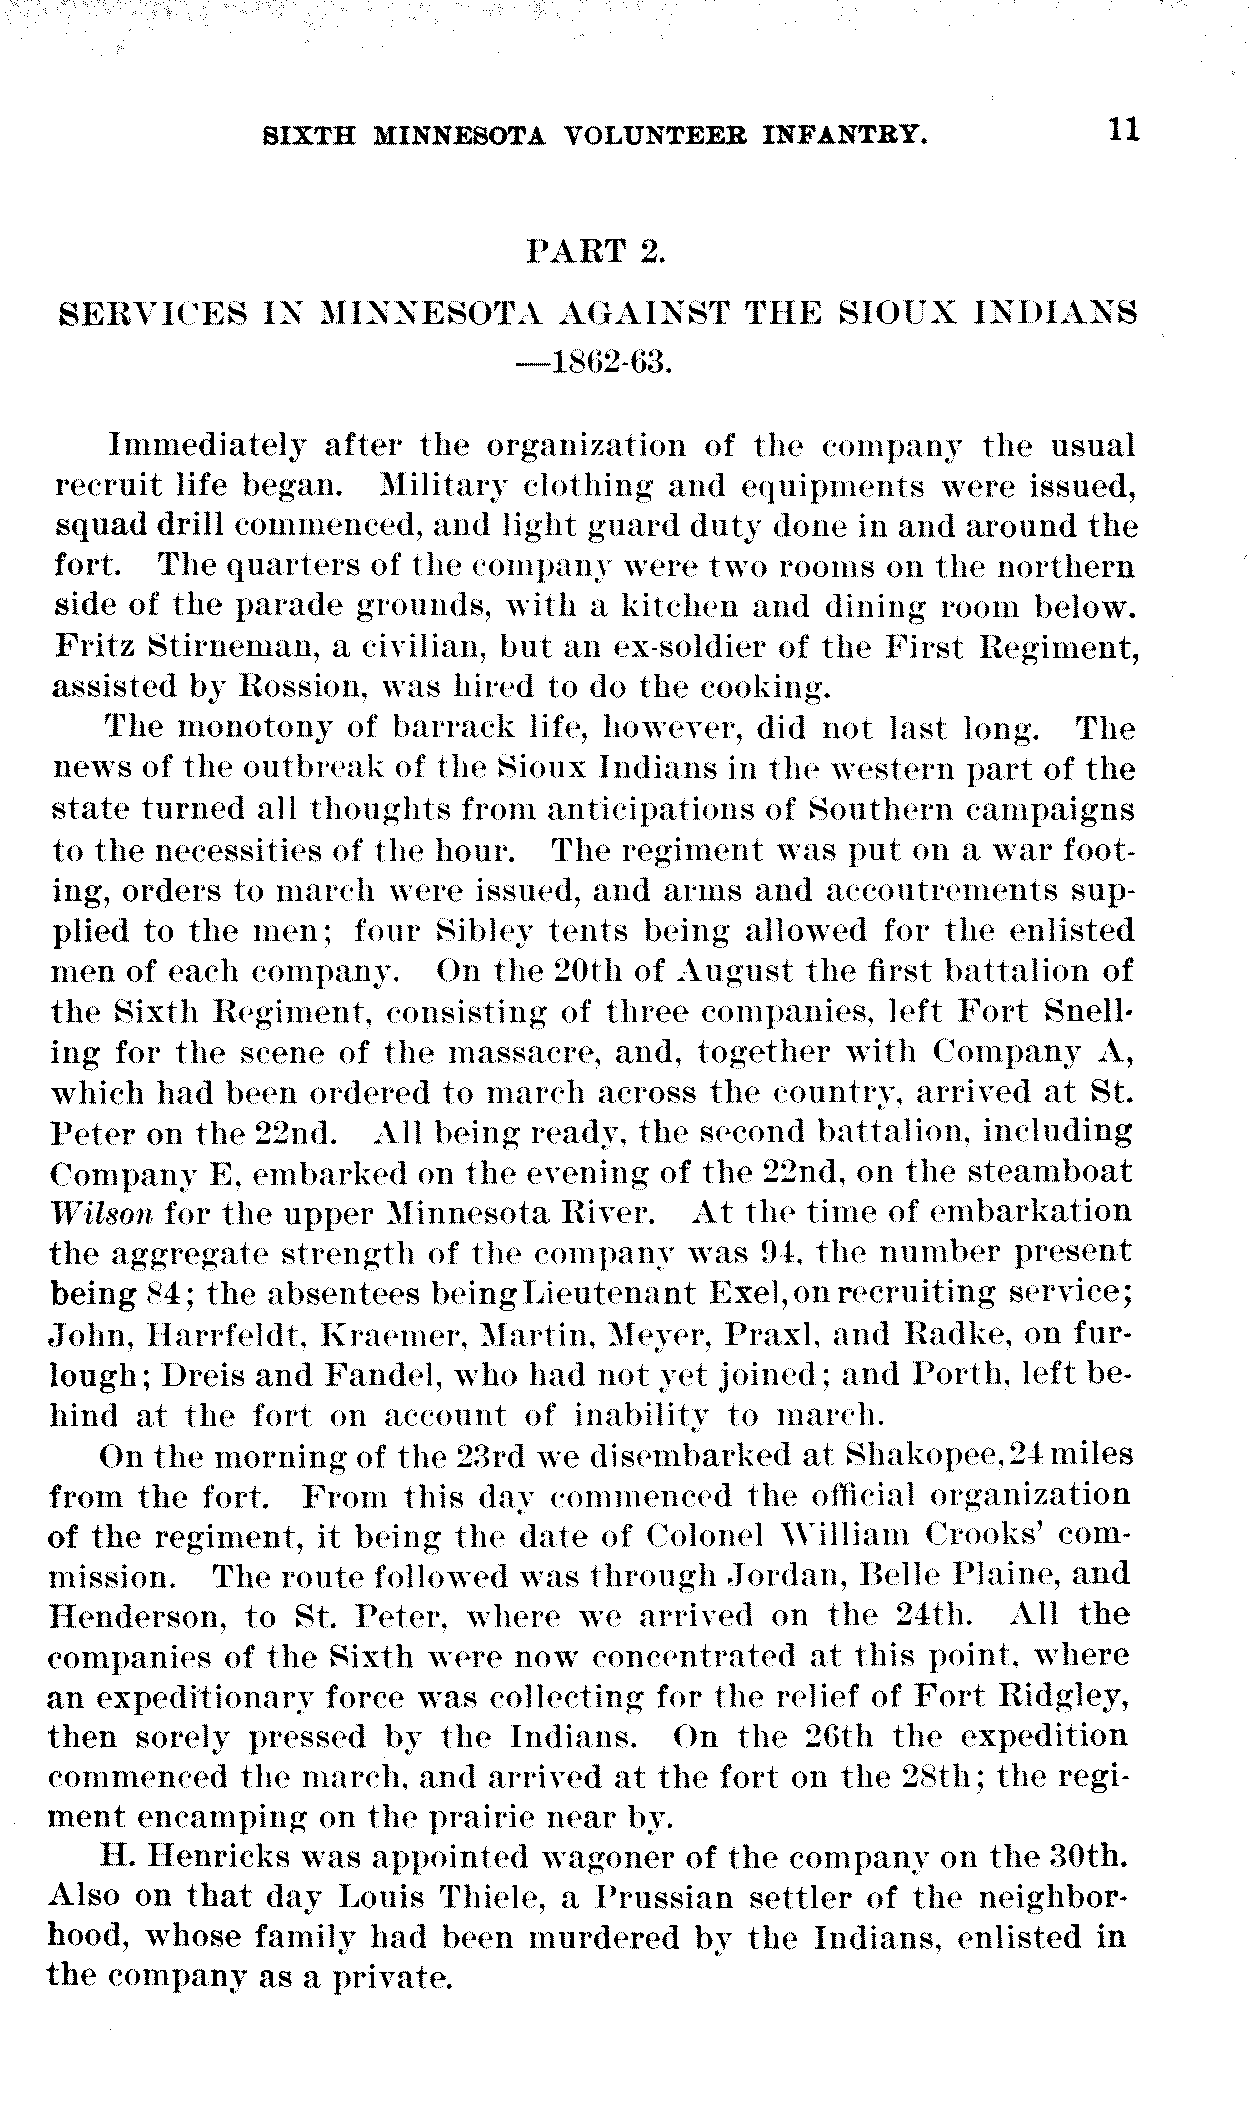 SIXTH MINNESOTA VOLUNTEER INFANTRY. 11
PART 2.
SERVICES IN MINNESOTA AGAINST THE SIOUX INDIANS
—1862-63.
Immediately after the organization of the company the usual
recruit life began. Military clothing and equipments were issued,
squad drill commenced, and light guard duty done in and around the
fort. The quarters of the company were two rooms on the northern
side of the parade grounds, with a kitchen and dining room below.
Fritz Stirneman, a civilian, but an ex-soldier of the First Regiment,
assisted by Rossion, was hired to do the cooking.
The monotony of barrack life, however, did not last long. The
news of the outbreak of the Sioux Indians in the western part of the
state turned all thoughts from anticipations of Southern campaigns
to the necessities of the hour. The regiment was put on a war foot-
ing, orders to march were issued, and arms and accoutrements sup-
plied to the men; four Sibley tents being allowed for the enlisted
men of each company. On the 20th of August the first battalion of
the Sixth Regiment, consisting of three companies, left Fort Snell-
ing for the scene of the massacre, and, together with Company A,
which had been ordered to march across the country, arrived at St.
Peter on the 22nd. All being ready, the second battalion, including
Company E, embarked on the evening of the 22nd, on the steamboat
Wilson for the upper Minnesota River. At the time of embarkation
the aggregate strength of the company was 94, the number present
being 84; the absentees being Lieutenant Exel, on recruiting service;
John, Harrfeldt, Kraemer, Martin, Meyer, Praxl, and Radke, on fur-
lough; Dreis and Fandel, who had not yet joined; and Porth, left be-
hind at the fort on account of inability to march.
On the morning of the 23rd we disembarked at Shakopee, 24 miles
from the fort. From this day commenced the official organization
of the regiment, it being the date of Colonel William Crooks' com-
mission. The route followed was through Jordan, Belle Plaine, and
Henderson, to St. Peter, where we arrived on the 24th. All the
companies of the Sixth were now concentrated at this point, where
an expeditionary force was collecting for the relief of Fort Ridgley,
then sorely pressed by the Indians. On the 26th the expedition
commenced the march, and arrived at the fort on the 28th; the regi-
ment encamping on the prairie near by.
H. Henricks was appointed wagoner of the company on the 30th.
Also on that day Louis Thiele, a Prussian settler of the neighbor-
hood, whose family had been murdered by the Indians, enlisted in
the company as a private.